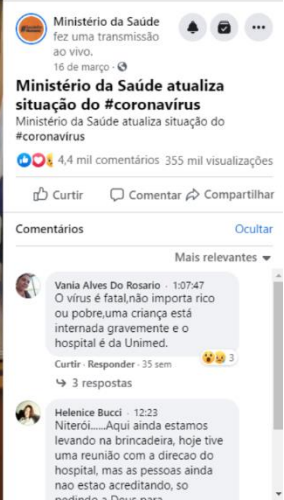 Ministério da Saúde
fez uma transmissão
ao vivo.
16 de março ·
Ministério da Saúde atualiza
situação do #coronavírus
Ministério da Saúde atualiza situação do
#coronavírus
4,4 mil comentários 355 mil visualizações
Curtir Comentar Compartilhar
Comentários Ocultar
Mais relevantes
Vania Alves Do Rosario · 1:07:47
O vírus é fatal,não importa rico
ou pobre,uma criança está
internada gravemente e o
hospital é da Unimed.
3
Curtir · Responder · 35 sem
3 respostas
Helenice Bucci · 12:23
Niterói......Aqui ainda estamos
levando na brincadeira, hoje tive
uma reunião com a direcao do
hospital, mas as pessoas ainda
nao estao acreditando, so
pedindo a Deus para